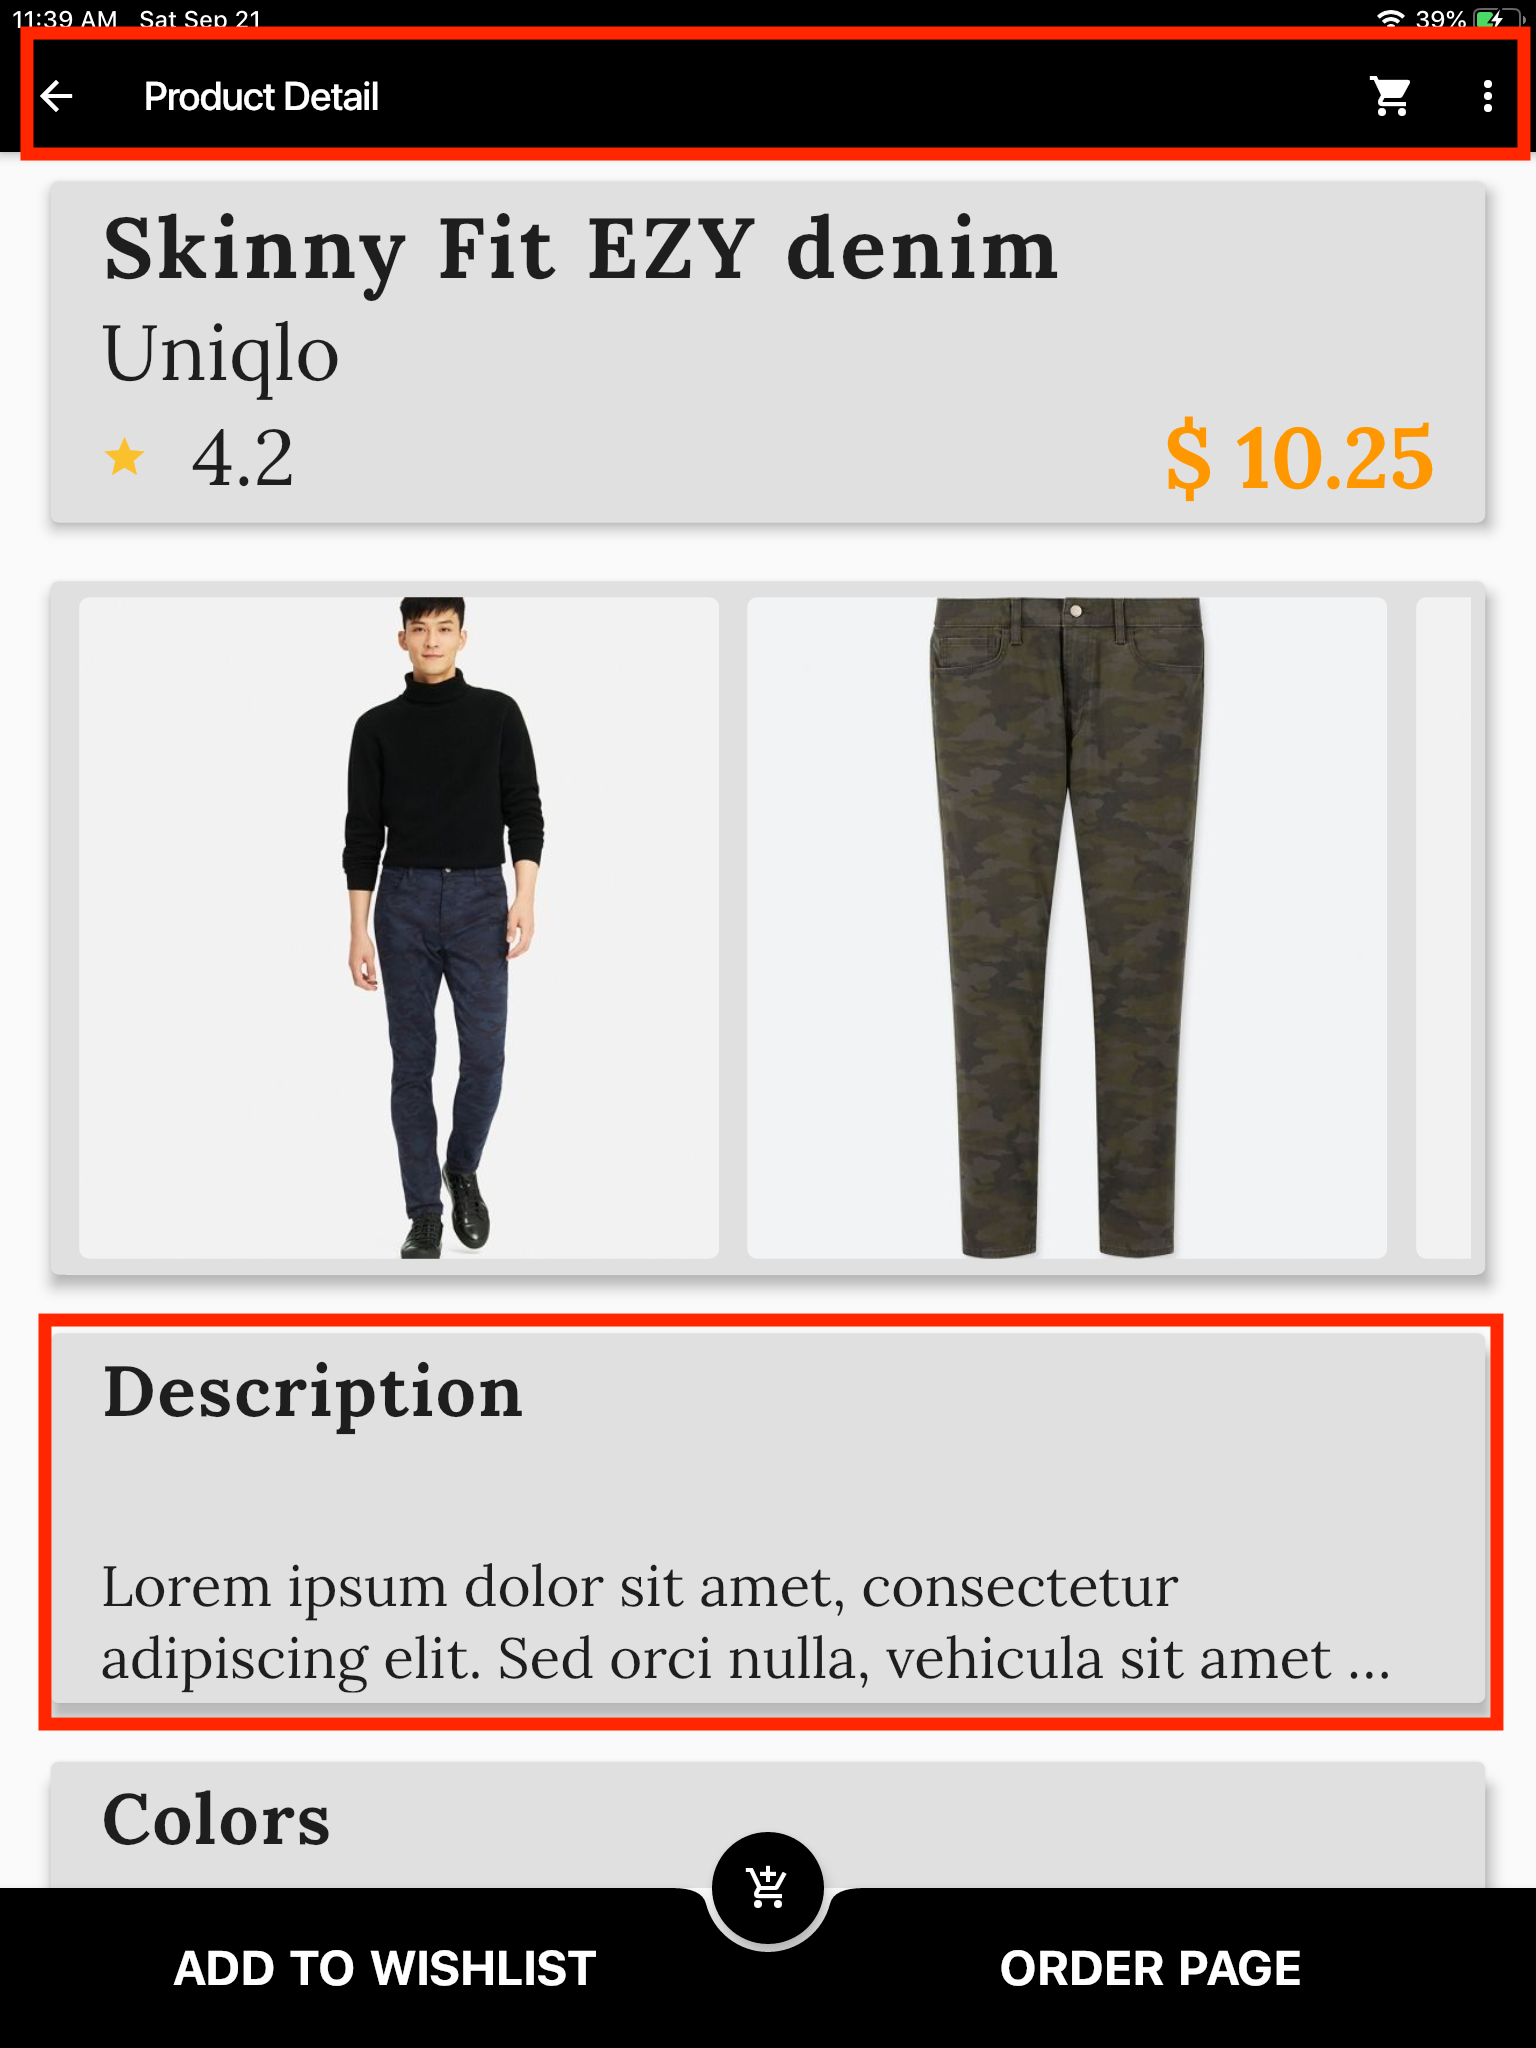 11:39 AM Sat Sep 21 39%
Product Detail
Skinny Fit EZY denim
Uniqlo
4.2
$ 10.25
Description
Lorem ipsum dolor sit amet, consectetur
adipiscing elit. Sed orci nulla, vehicula sit amet ...
Colors
ADD TO WISHLIST
ORDER PAGE